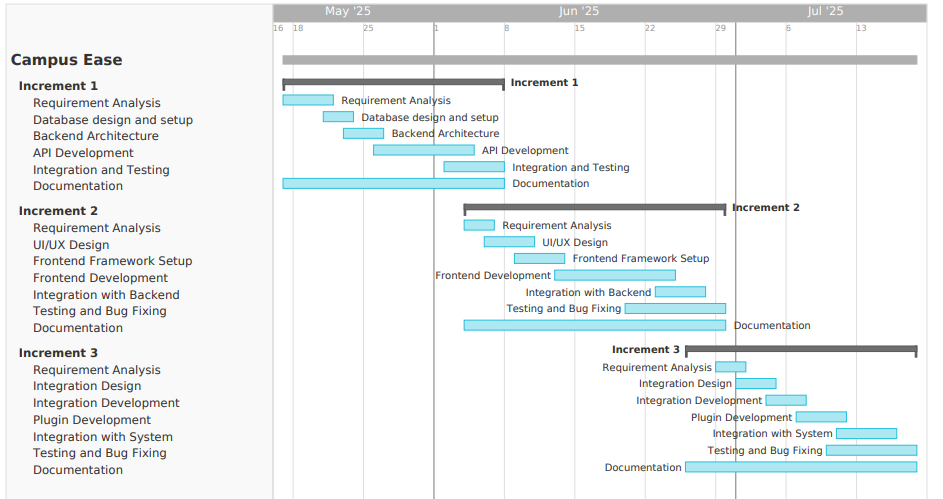 May '25 Jun '25 Jul '25
16 18 25 1 8 15 22 29 6 13
Campus Ease
Increment 1 Increment 1
Requirement Analysis Requirement Analysis
Database design and setup Database design and setup
Backend Architecture Backend Architecture
API Development API Development
Integration and Testing Integration and Testing
Documentation Documentation
Increment 2 Increment 2
Requirement Analysis Requirement Analysis
UI/UX Design UI/UX Design
Frontend Framework Setup Frontend Framework Setup
Frontend Development Frontend Development
Integration with Backend Integration with Backend
Testing and Bug Fixing Testing and Bug Fixing
Documentation Documentation
Increment 3 Increment 3
Requirement Analysis Requirement Analysis
Integration Design Integration Design
Integration Development Integration Development
Plugin Development Plugin Development
Integration with System Integration with System
Testing and Bug Fixing Testing and Bug Fixing
Documentation Documentation